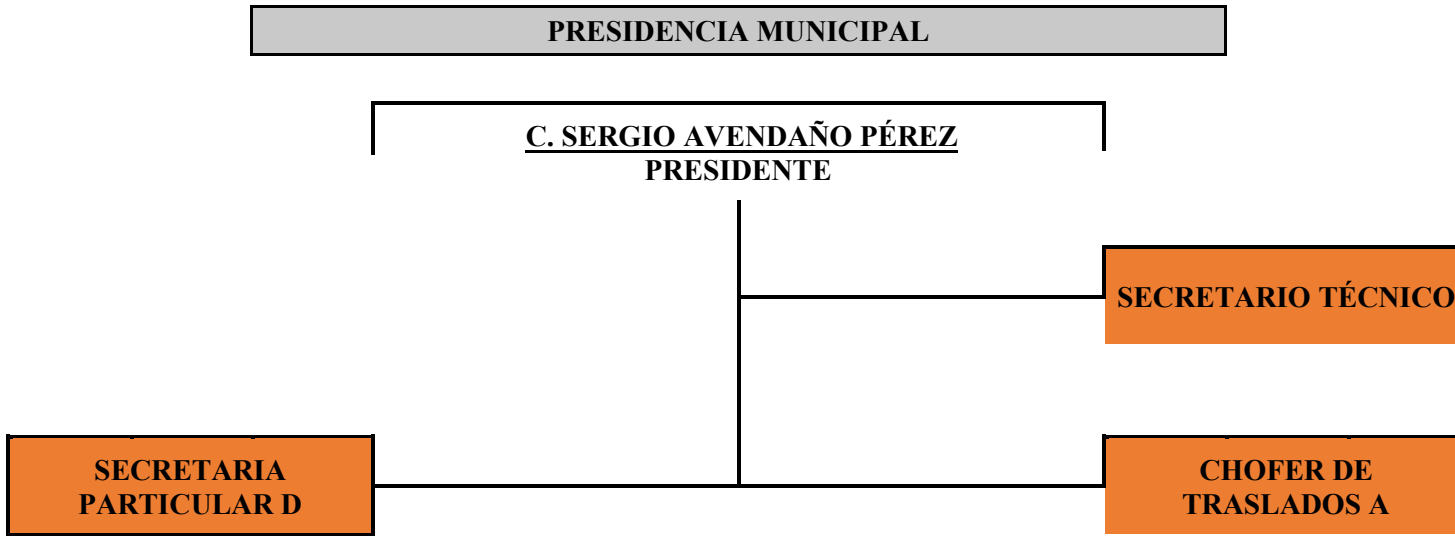 PRESIDENCIA MUNICIPAL
C. SERGIO AVENDAÑO PÉREZ
PRESIDENTE
SECRETARIO TÉCNICO
SECRETARIA
PARTICULAR D
CHOFER DE
TRASLADOS A